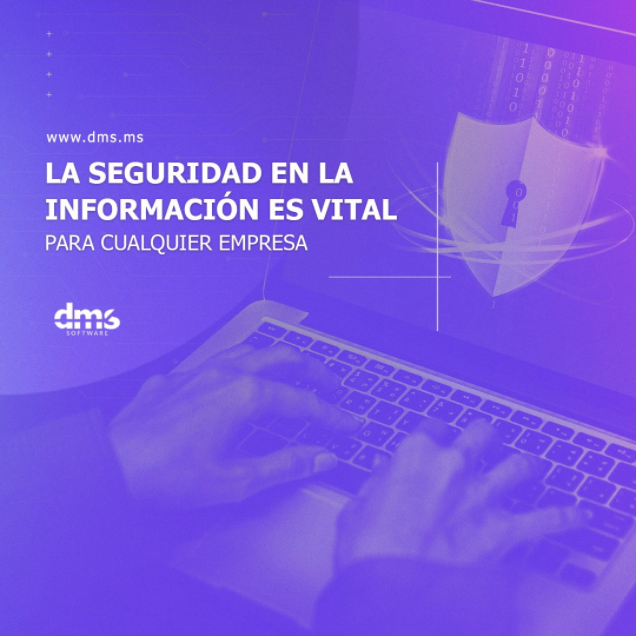 www.dms.ms
LA SEGURIDAD EN LA
INFORMACIÓN ES VITAL
PARA CUALQUIER EMPRESA
dms
SOFTWARE